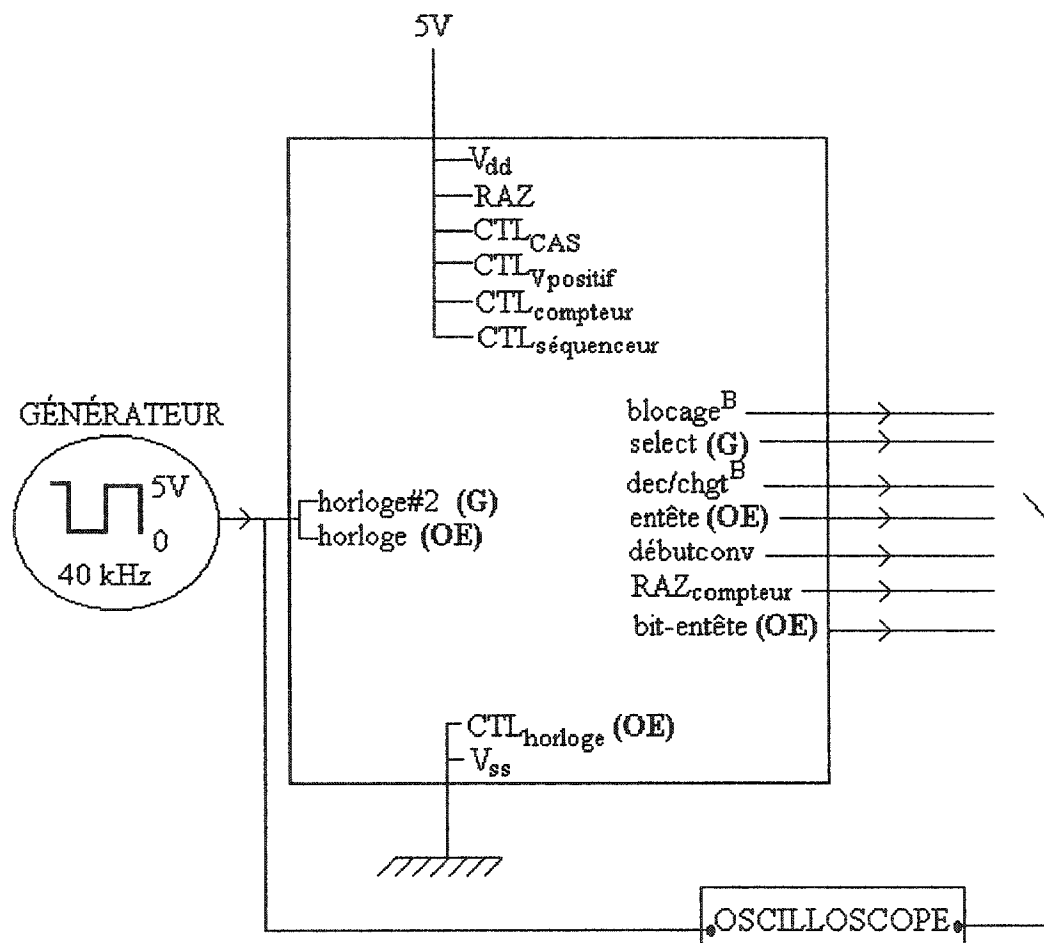 5V
Vdd
RAZ
CTLCAS
CTLVpositif
CTLcompteur
CTLséquenceur
GÉNÉRATEUR
5V
0
40 kHz
horloge#2 (G)
horloge (OE)
blocageB
select (G)
dec/chgtB
entête (OE)
débutconv
RAZcompteur
bit-entête (OE)
CTLhorloge (OE)
Vss
OSCILLOSCOPE